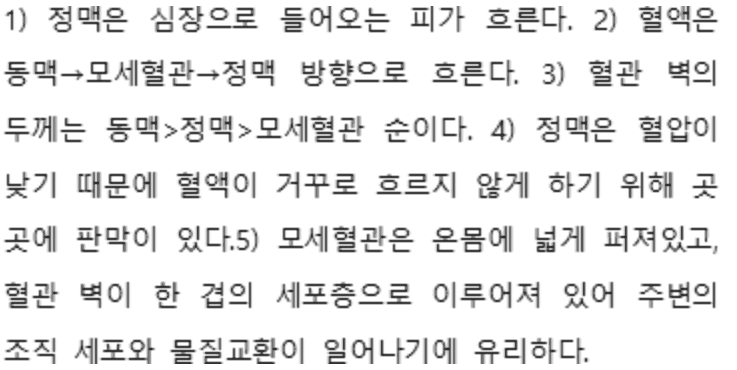 1) 정맥은 심장으로 들어오는 피가 흐른다. 2) 혈액은
동맥→모세혈관→정맥 방향으로 흐른다. 3) 혈관 벽의
두께는 동맥>정맥>모세혈관 순이다. 4) 정맥은 혈압이
낮기 때문에 혈액이 거꾸로 흐르지 않게 하기 위해 곳
곳에 판막이 있다.5) 모세혈관은 온몸에 넓게 퍼져있고,
혈관 벽이 한 겹의 세포층으로 이루어져 있어 주변의
조직 세포와 물질교환이 일어나기에 유리하다.